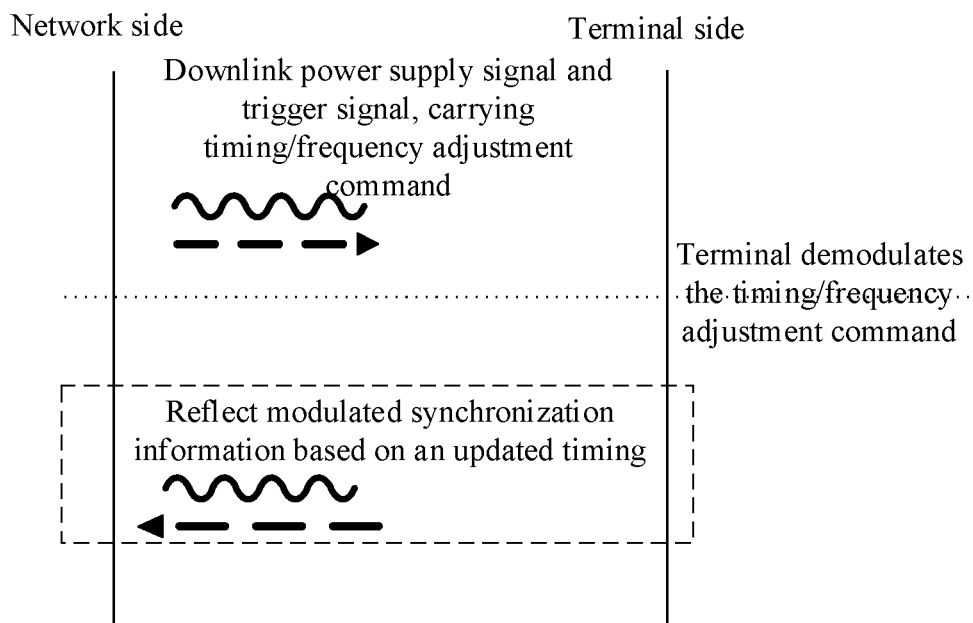 Network side
Terminal side
Downlink power supply signal and
trigger signal, carrying
timing/frequency adjustment
command
Terminal demodulates
the timing/frequency
adjustment command
Reflect modulated synchronization
information based on an updated timing